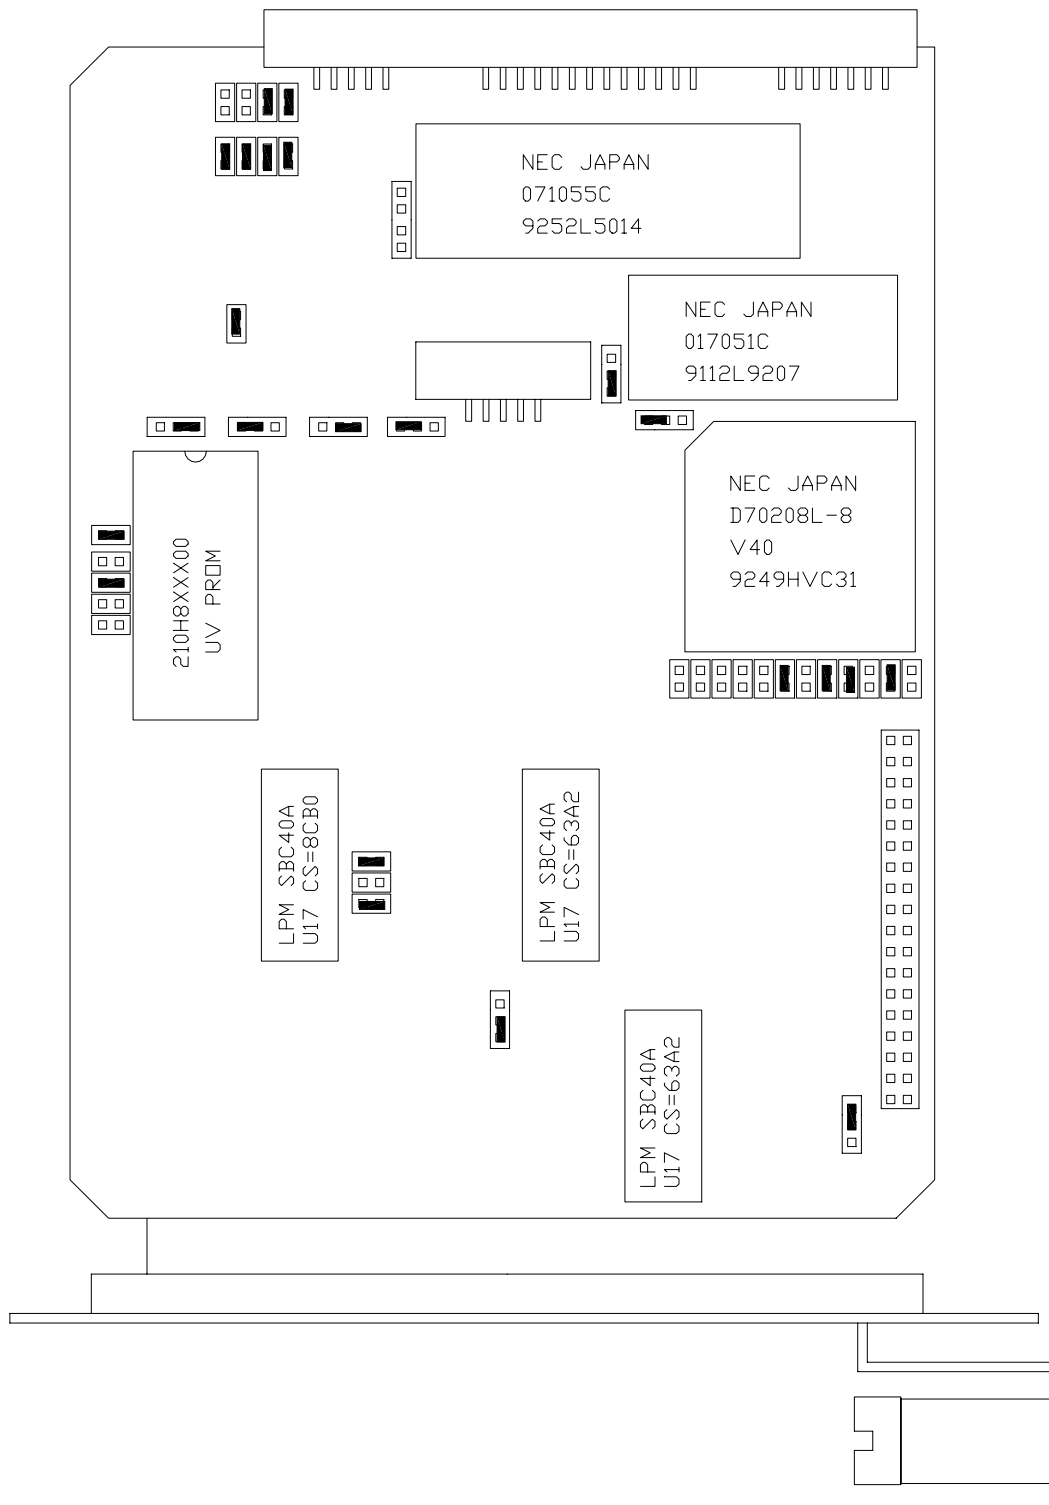 NEC JAPAN
071055C
9252L5014
NEC JAPAN
017051C
9112L9207
NEC JAPAN
D70208L-8
V40
9249HVC31
210H8XXX00
UV PROM
LPM SBC40A
U17 CS=8CB0
LPM SBC40A
U17 CS=63A2
LPM SBC40A
U17 CS=63A2